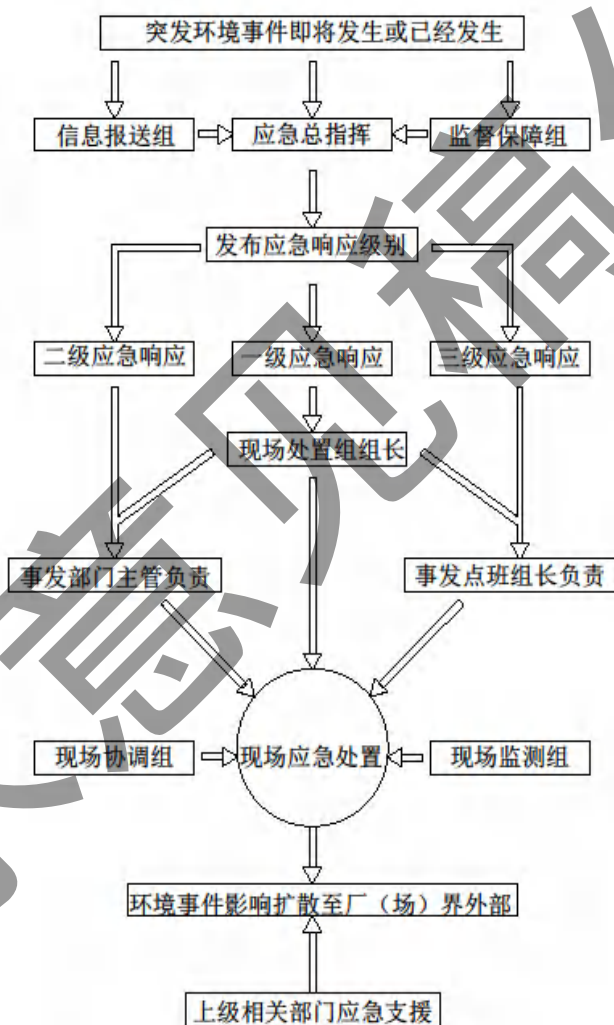 突发环境事件即将发生或已经发生
信息报送组
应急总指挥
监督保障组
发布应急响应级别
二级应急响应
一级应急响应
三级应急响应
现场处置组组长
事发部门主管负责
事发点班组长负责
现场协调组
现场应急处置
现场监测组
环境事件影响扩散至厂（场）界外部
上级相关部门应急支援
意见稿